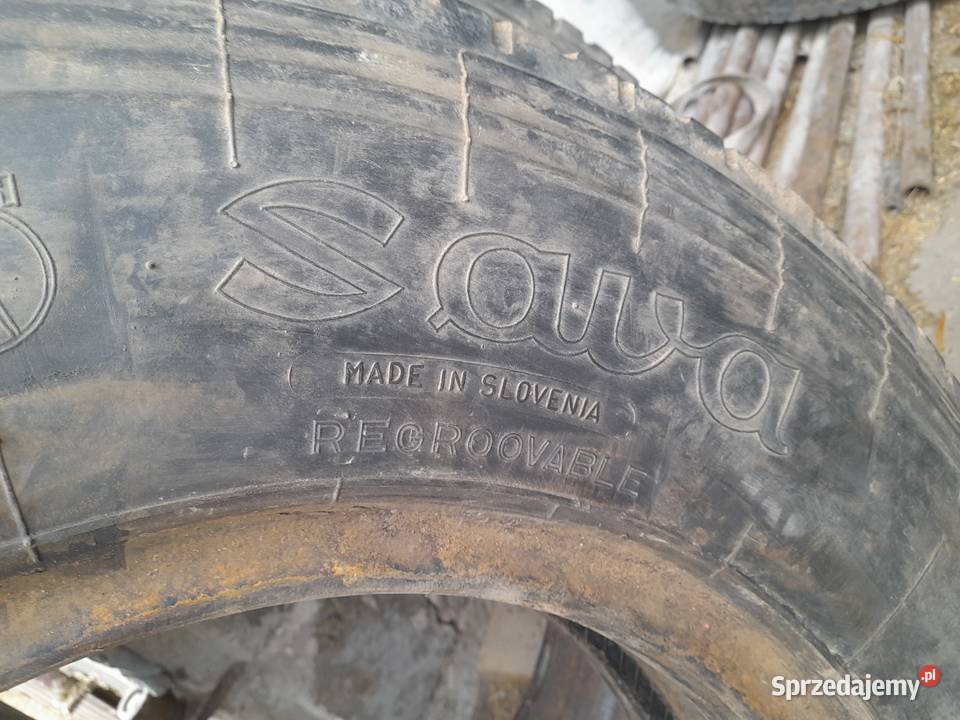 Sava
MADE IN SLOVENIA
REGROOVABLE
Sprzedajemy.pl